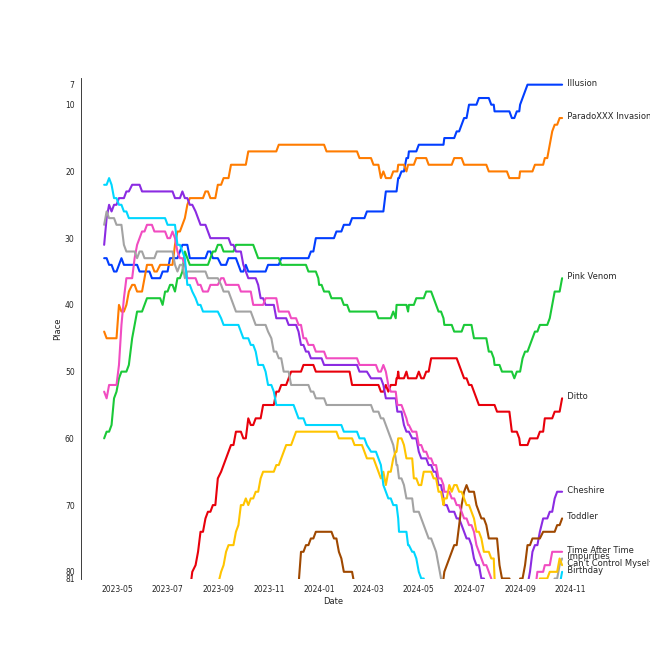 7
10
20
30
40
50
60
70
80
81
Place
2023-05
2023-07
2023-09
2023-11
2024-01
2024-03
2024-05
2024-07
2024-09
2024-11
Date
Illusion
ParadoXXX Invasion
Pink Venom
Ditto
Cheshire
Toddler
Time After Time
Impurities
Can't Control Myself
Birthday